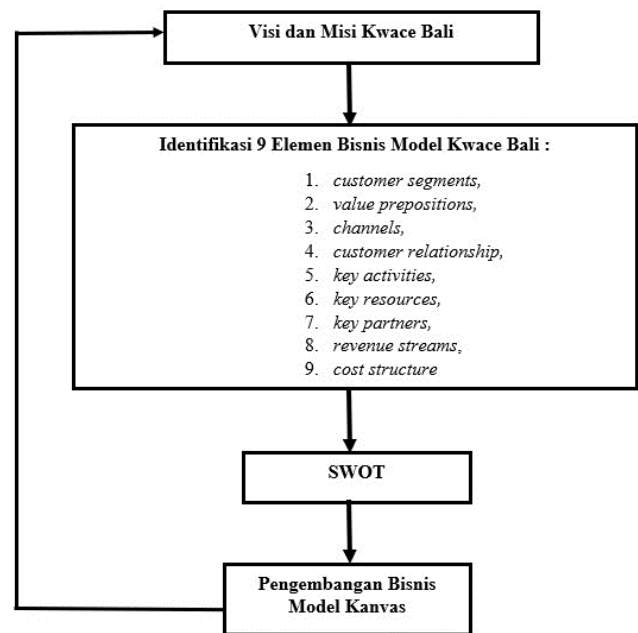 Visi dan Misi Kwace Bali
Identifikasi 9 Elemen Bisnis Model Kwace Bali :
1. customer segments,
2. value prepositions,
3. channels,
4. customer relationship,
5. key activities,
6. key resources,
7. key partners,
8. revenue streams,
9. cost structure
SWOT
Pengembangan Bisnis
Model Kanvas